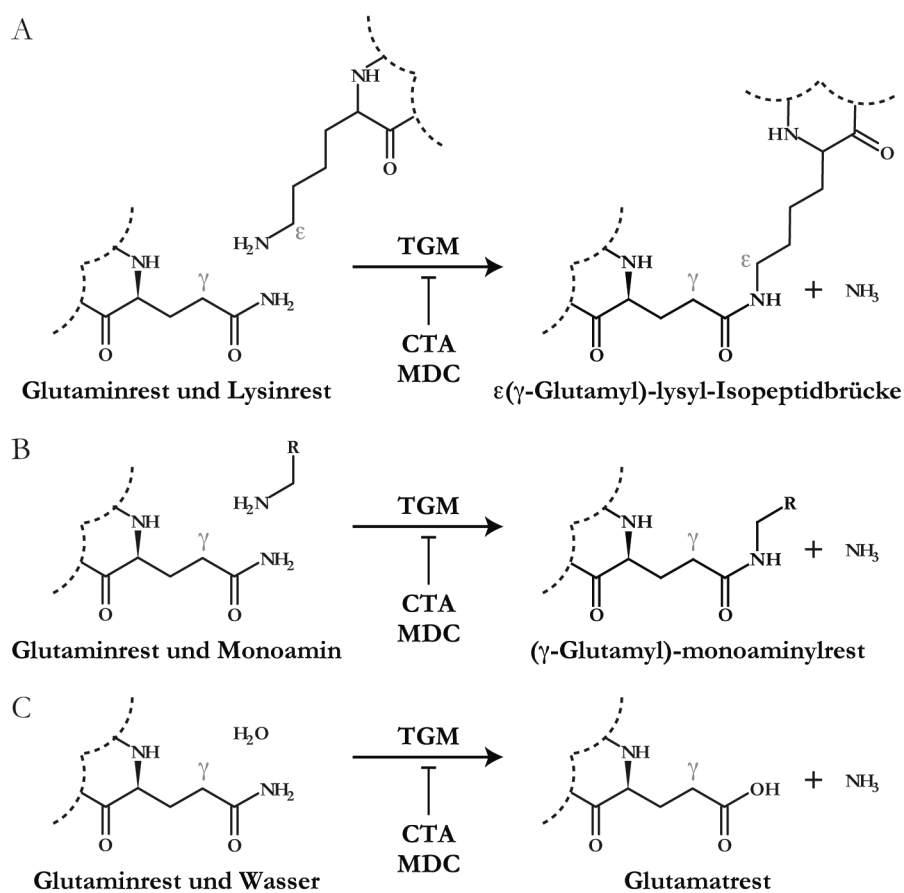 A
NH
O
H₂N
ε
TGM
CTA
MDC
NH
γ
NH₂
O
O
Glutaminrest und Lysinrest
HN
O
ε
NH
γ
NH
O
O
+
NH₃
ε(γ-Glutamyl)-lysyl-Isopeptidbrücke
B
R
H₂N
NH
γ
NH₂
O
O
Glutaminrest und Monoamin
TGM
CTA
MDC
R
NH
γ
NH
O
O
+
NH₃
(γ-Glutamyl)-monoaminylrest
C
H₂O
NH
γ
NH₂
O
O
Glutaminrest und Wasser
TGM
CTA
MDC
NH
γ
OH
O
O
+
NH₃
Glutamatrest